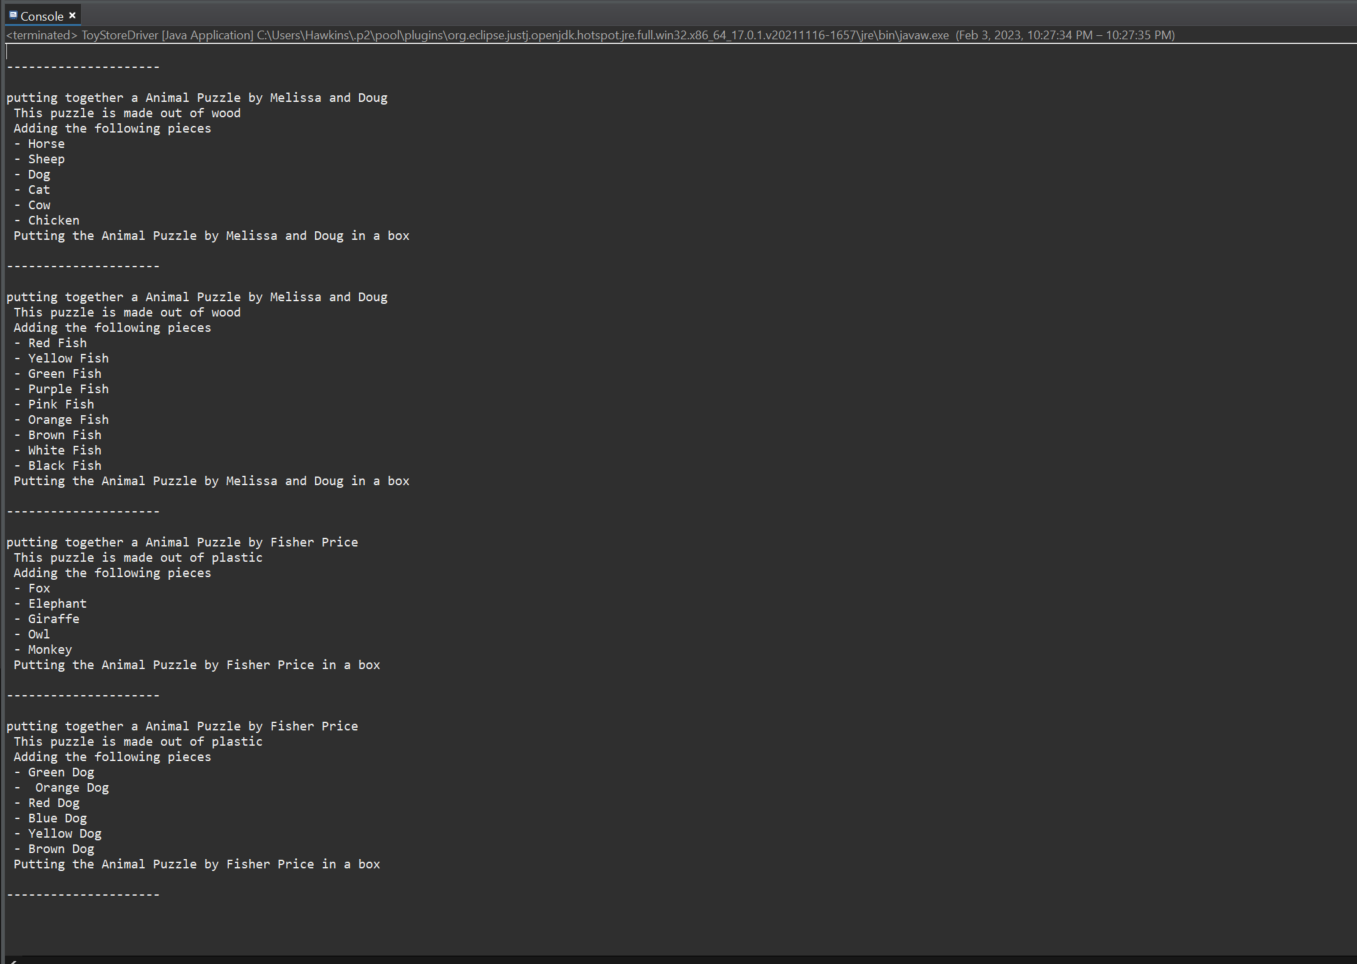 Console ×
<terminated> ToyStoreDriver [Java Application] C:\Users\Hawkins\.p2\pool\plugins\org.eclipse.justj.openjdk.hotspot.jre.full.win32.x86_64_17.0.1.v20211116-1657\jre\bin\javaw.exe (Feb 3, 2023, 10:27:34 PM – 10:27:35 PM)
---------------------
putting together a Animal Puzzle by Melissa and Doug
This puzzle is made out of wood
Adding the following pieces
- Horse
- Sheep
- Dog
- Cat
- Cow
- Chicken
Putting the Animal Puzzle by Melissa and Doug in a box
---------------------
putting together a Animal Puzzle by Melissa and Doug
This puzzle is made out of wood
Adding the following pieces
- Red Fish
- Yellow Fish
- Green Fish
- Purple Fish
- Pink Fish
- Orange Fish
- Brown Fish
- White Fish
- Black Fish
Putting the Animal Puzzle by Melissa and Doug in a box
---------------------
putting together a Animal Puzzle by Fisher Price
This puzzle is made out of plastic
Adding the following pieces
- Fox
- Elephant
- Giraffe
- Owl
- Monkey
Putting the Animal Puzzle by Fisher Price in a box
---------------------
putting together a Animal Puzzle by Fisher Price
This puzzle is made out of plastic
Adding the following pieces
- Green Dog
-  Orange Dog
- Red Dog
- Blue Dog
- Yellow Dog
- Brown Dog
Putting the Animal Puzzle by Fisher Price in a box
---------------------